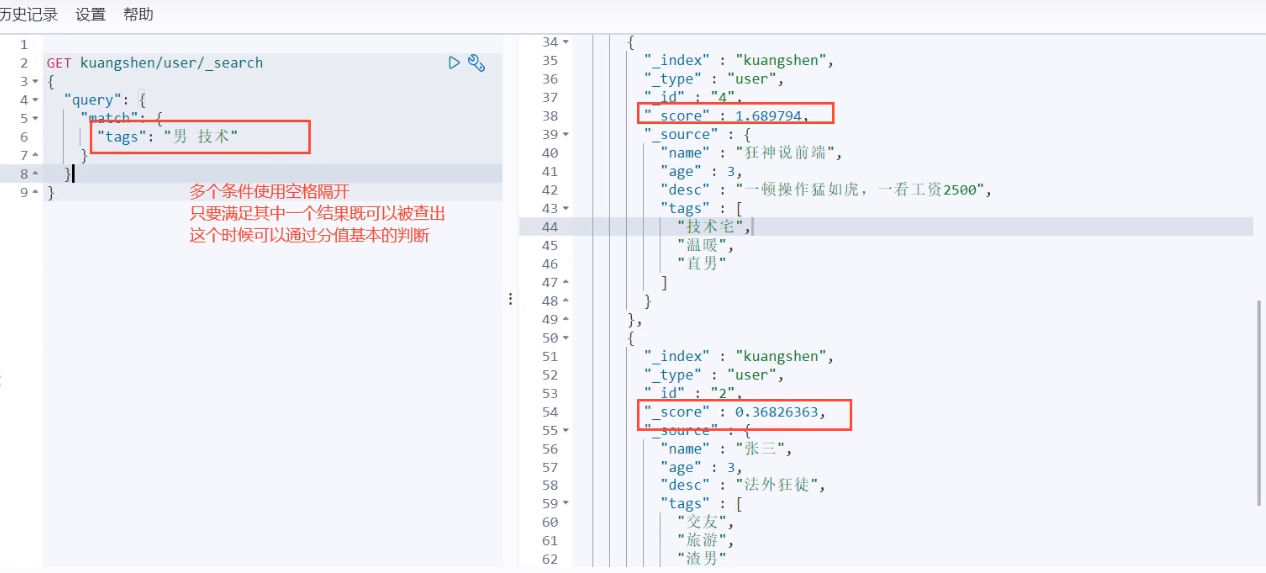 历史记录 设置 帮助
1
2 GET kuangshen/user/_search
3 {
4 "query": {
5 "match": {
6 "tags": "男 技术"
7 }
8 }
9 }
多个条件使用空格隔开
只要满足其中一个结果既可以被查出
这个时候可以通过分值基本的判断
34 {
35 "_index" : "kuangshen",
36 "_type" : "user",
37 "_id" : "4",
38 "_score" : 1.689794,
39 "_source" : {
40 "name" : "狂神说前端",
41 "age" : 3,
42 "desc" : "一顿操作猛如虎，一看工资2500",
43 "tags" : [
44 "技术宅",
45 "温暖",
46 "直男"
47 ]
48 }
49 },
50 {
51 "_index" : "kuangshen",
52 "_type" : "user",
53 "_id" : "2",
54 "_score" : 0.36826363,
55 "_source" : {
56 "name" : "张三",
57 "age" : 3,
58 "desc" : "法外狂徒",
59 "tags" : [
60 "交友",
61 "旅游",
62 "渣男"